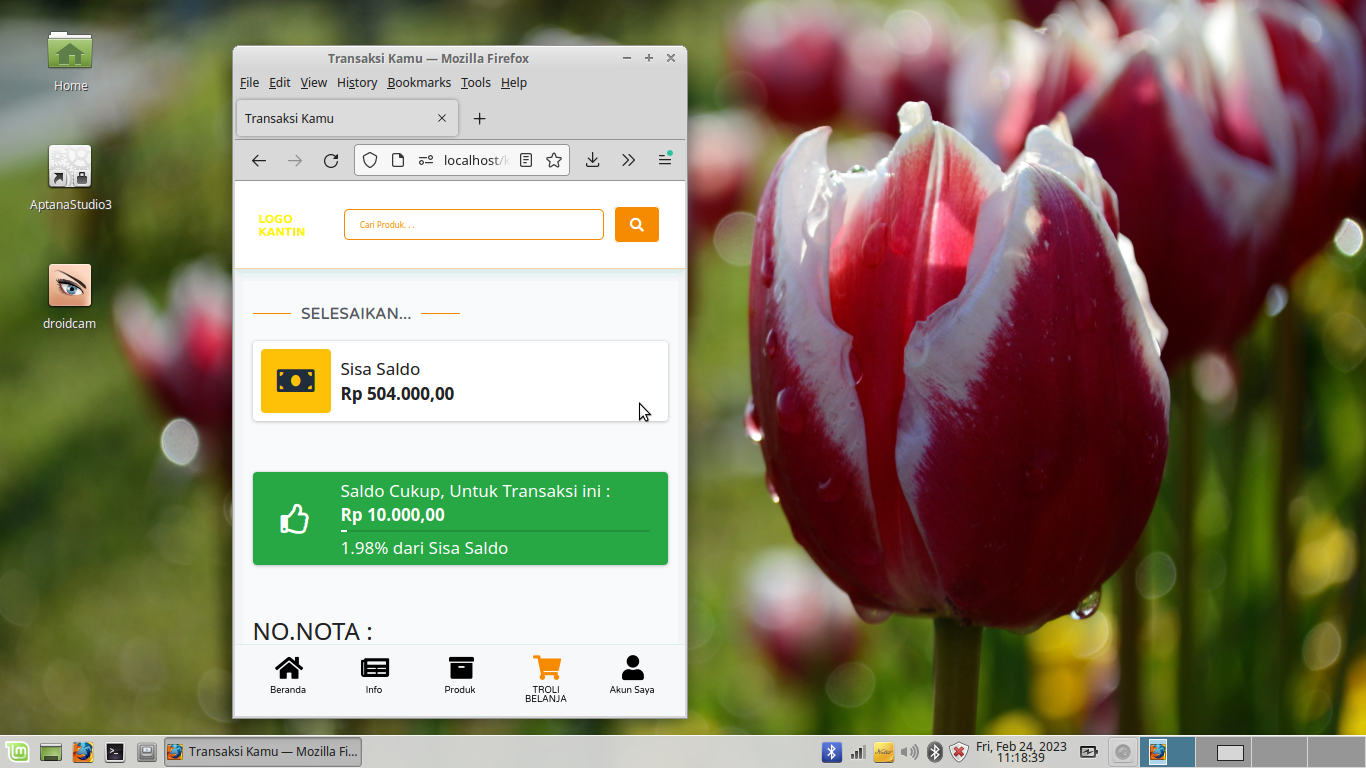 Home
AptanaStudio3
droidcam
Transaksi Kamu — Mozilla Firefox
File Edit View History Bookmarks Tools Help
Transaksi Kamu
localhost/k
LOGO
KANTIN
Cari Produk. . .
SELESAIKAN...
Sisa Saldo
Rp 504.000,00
Saldo Cukup, Untuk Transaksi ini :
Rp 10.000,00
1.98% dari Sisa Saldo
NO.NOTA :
Beranda
Info
Produk
TROLI
BELANJA
Akun Saya
Transaksi Kamu — Mozilla Fi...
Fri, Feb 24, 2023
11:18:39